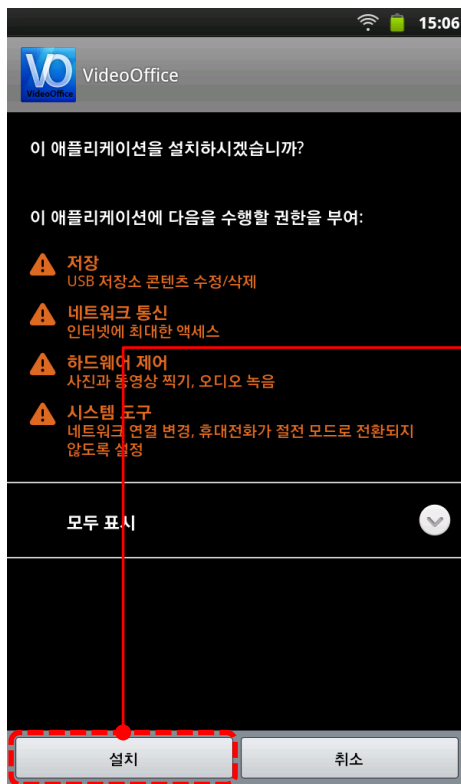 15:06
VO
VideoOffice
VideoOffice
이 애플리케이션을 설치하시겠습니까?
이 애플리케이션에 다음을 수행할 권한을 부여:
저장
USB 저장소 콘텐츠 수정/삭제
네트워크 통신
인터넷에 최대한 액세스
하드웨어 제어
사진과 동영상 찍기, 오디오 녹음
시스템 도구
네트워크 연결 변경, 휴대전화가 절전 모드로 전환되지
않도록 설정
모두 표시
설치
취소